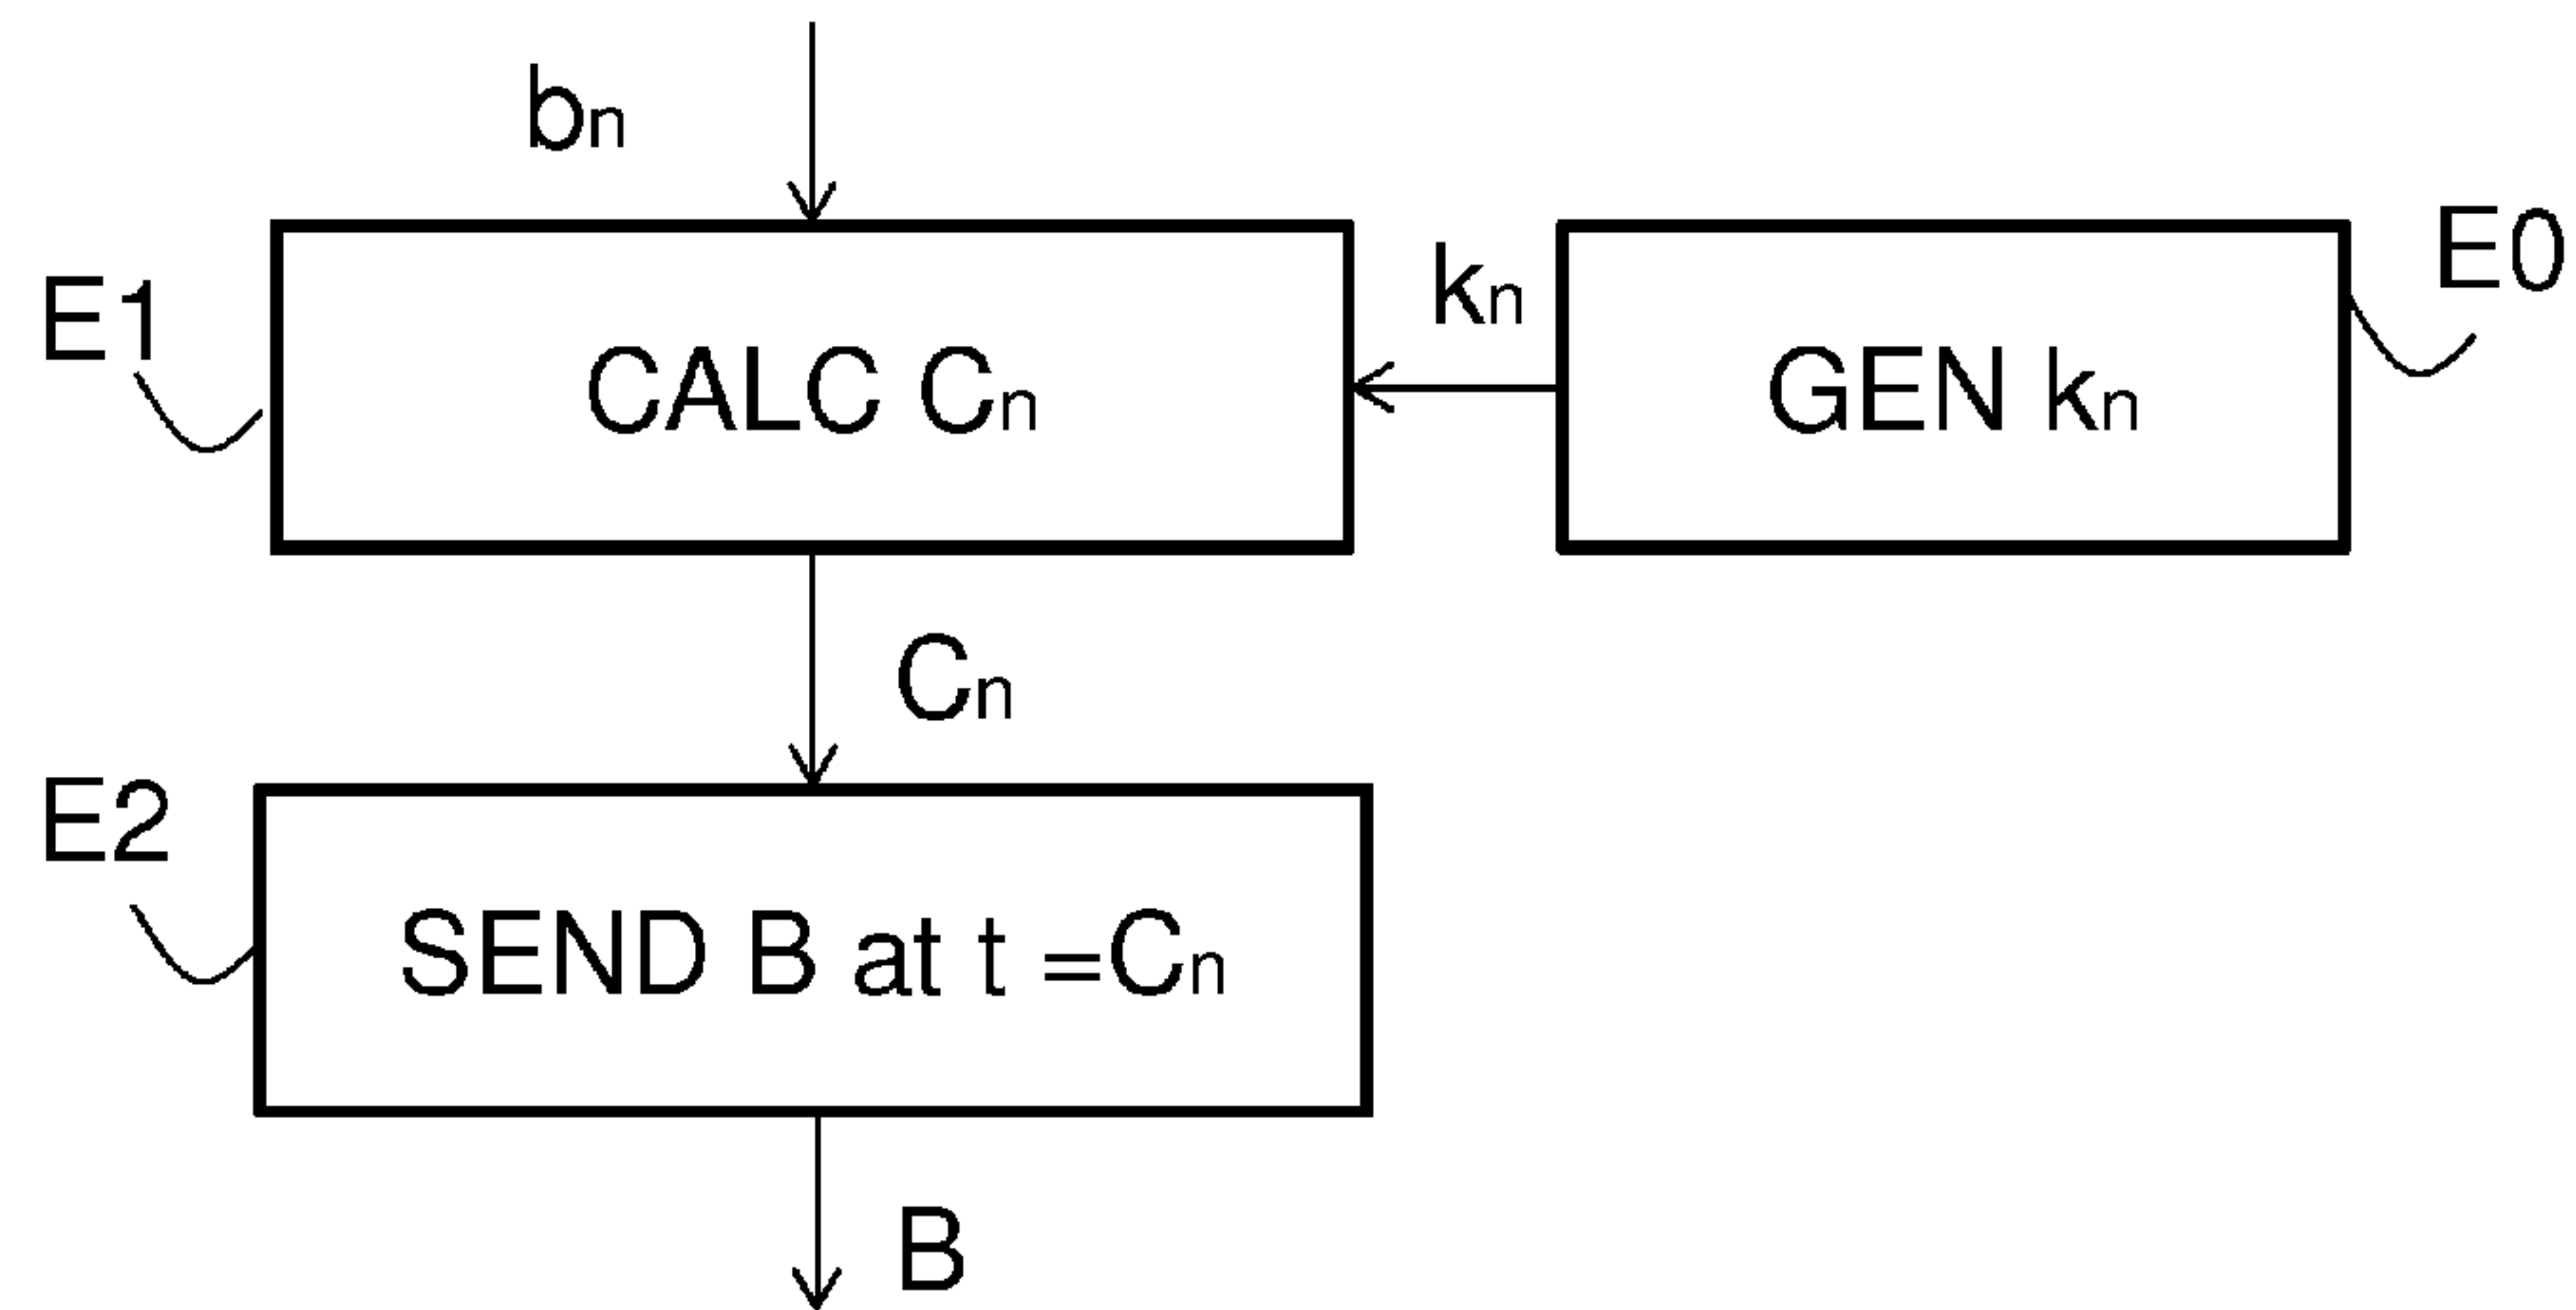 bn
E1
CALC Cn
kn
GEN kn
E0
Cn
E2
SEND B at t =Cn
B